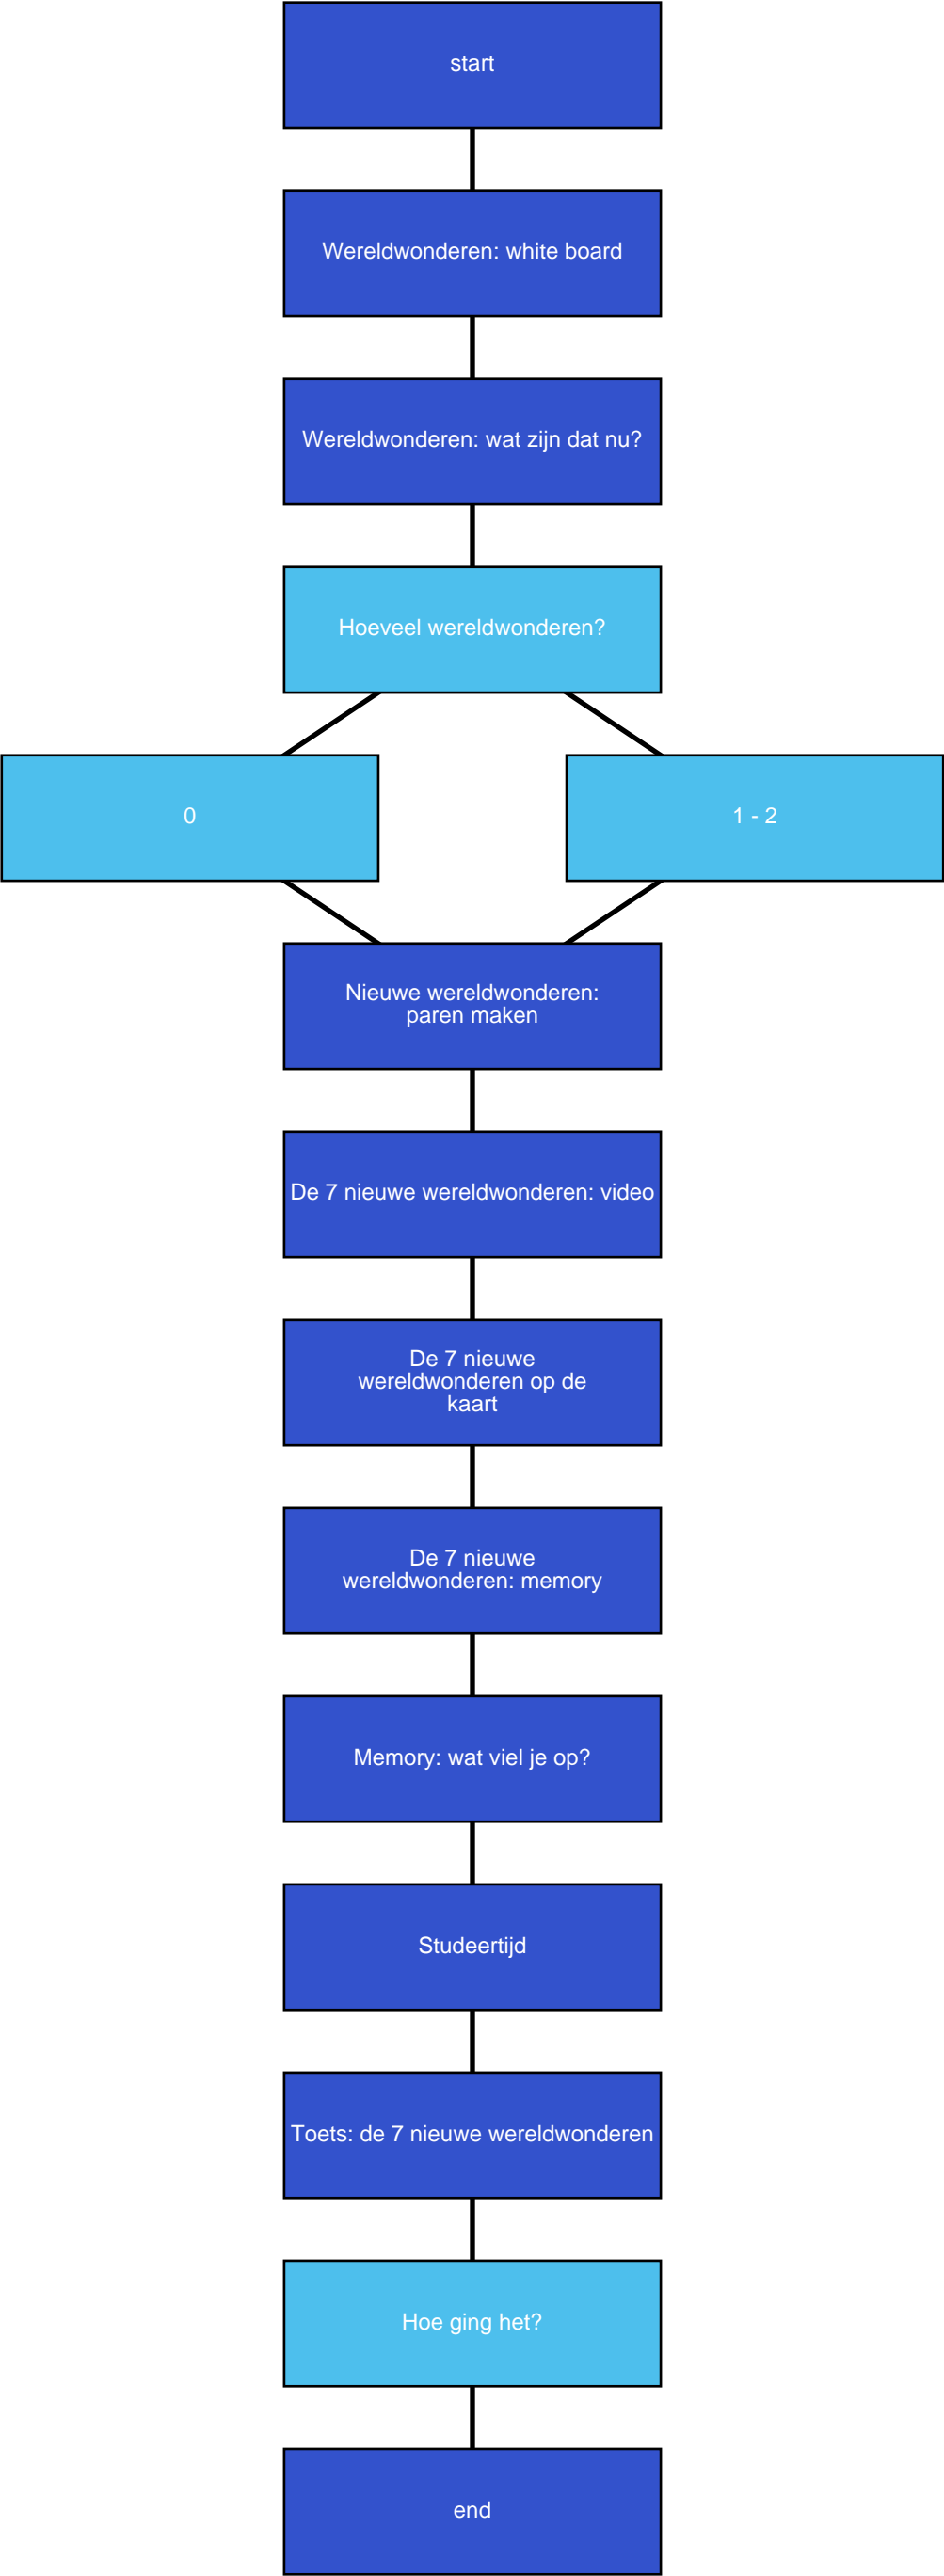 start
Wereldwonderen: white board
Wereldwonderen: wat zijn dat nu?
Hoeveel wereldwonderen?
0
1 - 2
Nieuwe wereldwonderen:
paren maken
De 7 nieuwe wereldwonderen: video
De 7 nieuwe
wereldwonderen op de
kaart
De 7 nieuwe
wereldwonderen: memory
Memory: wat viel je op?
Studeertijd
Toets: de 7 nieuwe wereldwonderen
Hoe ging het?
end